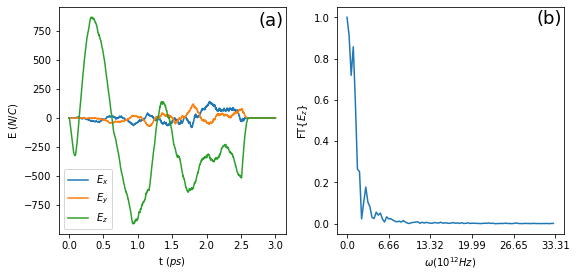 (a)
E (N/C)
750
500
250
0
−250
−500
−750
E_x
E_y
E_z
0.0 0.5 1.0 1.5 2.0 2.5 3.0
t (ps)
(b)
FT{E_z}
1.0
0.8
0.6
0.4
0.2
0.0
0.0 6.66 13.32 19.99 26.65 33.31
ω(10^12Hz)